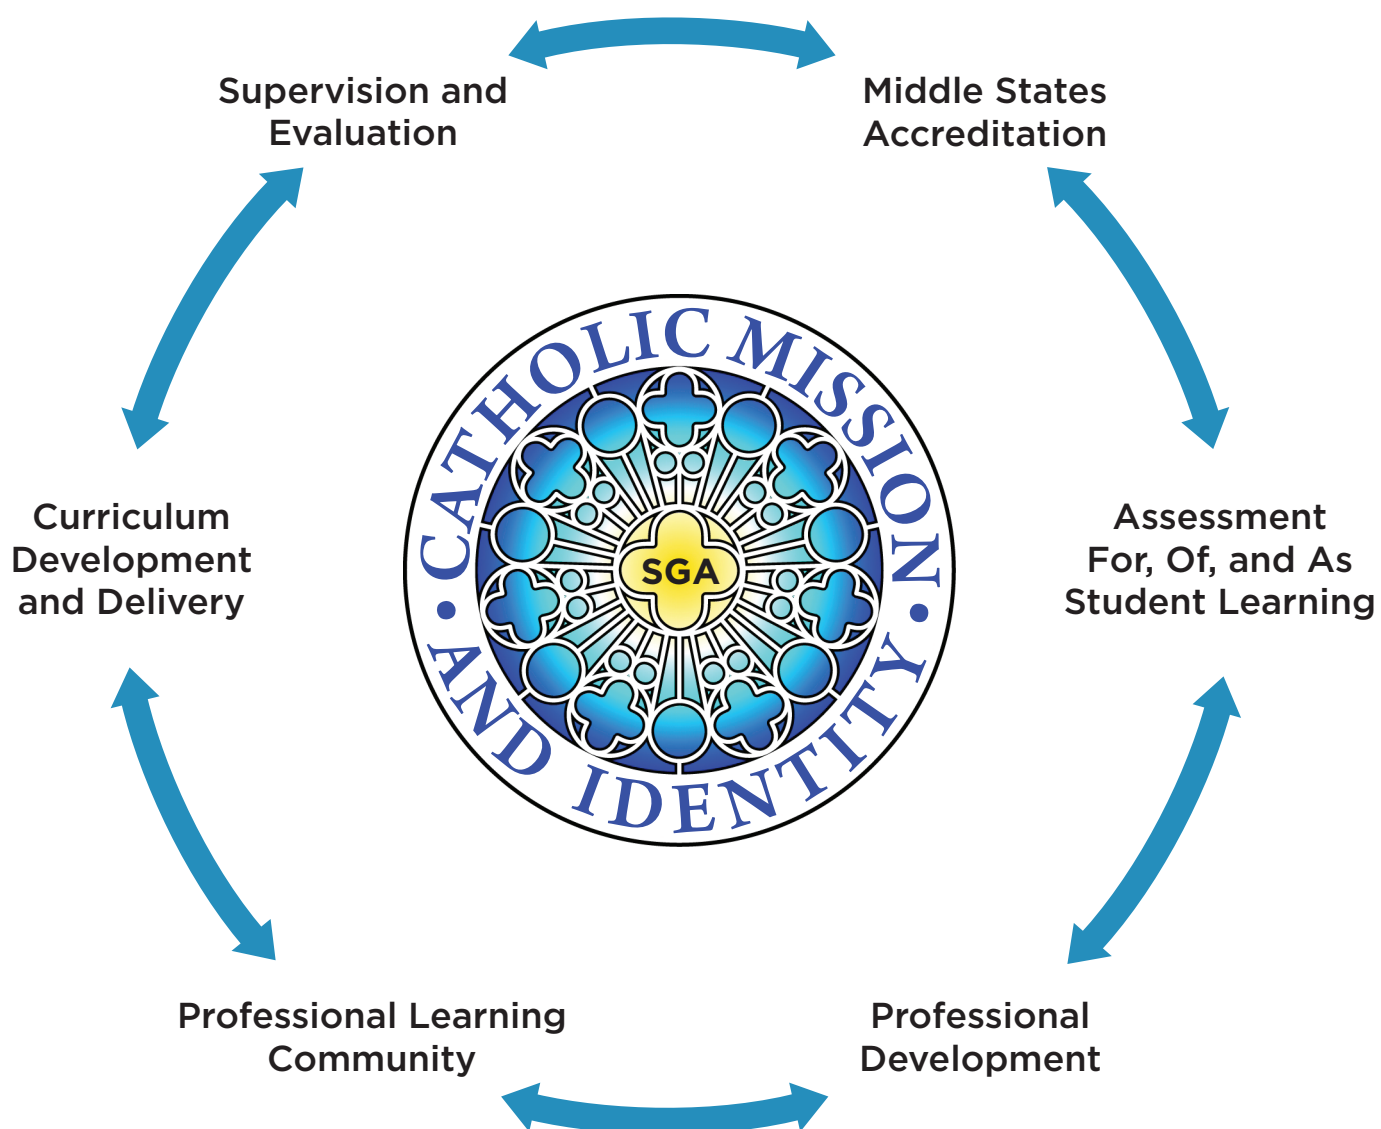 Supervision and
Evaluation
Middle States
Accreditation
CATHOLIC MISSION
• AND IDENTITY •
SGA
Curriculum
Development
and Delivery
Assessment
For, Of, and As
Student Learning
Professional Learning
Community
Professional
Development